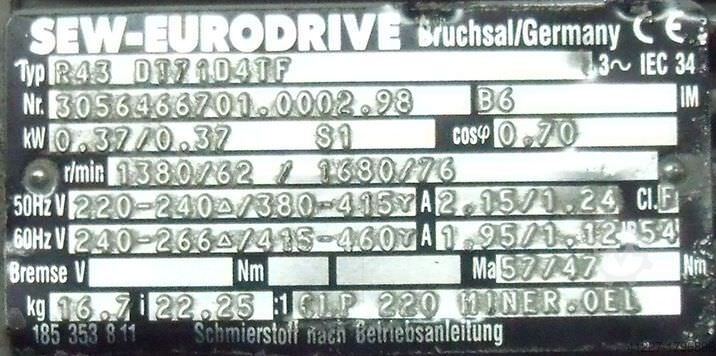 SEW-EURODRIVE Bruchsal/Germany CE
Typ R43 DT71D4TF 3~ IEC 34
Nr. 3056466701.0002.98 B6 IM
kW 0.37/0.37 S1 cosφ 0.70
r/min 1380/62 / 1680/76
50Hz V 220-240△/380-415Y A 2.15/1.24 Cl. F
60Hz V 240-266△/415-460Y A 1.95/1.12 IP 54
Bremse V Nm Ma 57/47 Nm
kg 16.7 i 22.25 :1 CLP 220 MINER.OEL
185 353 8.11 Schmierstoff nach Betriebsanleitung